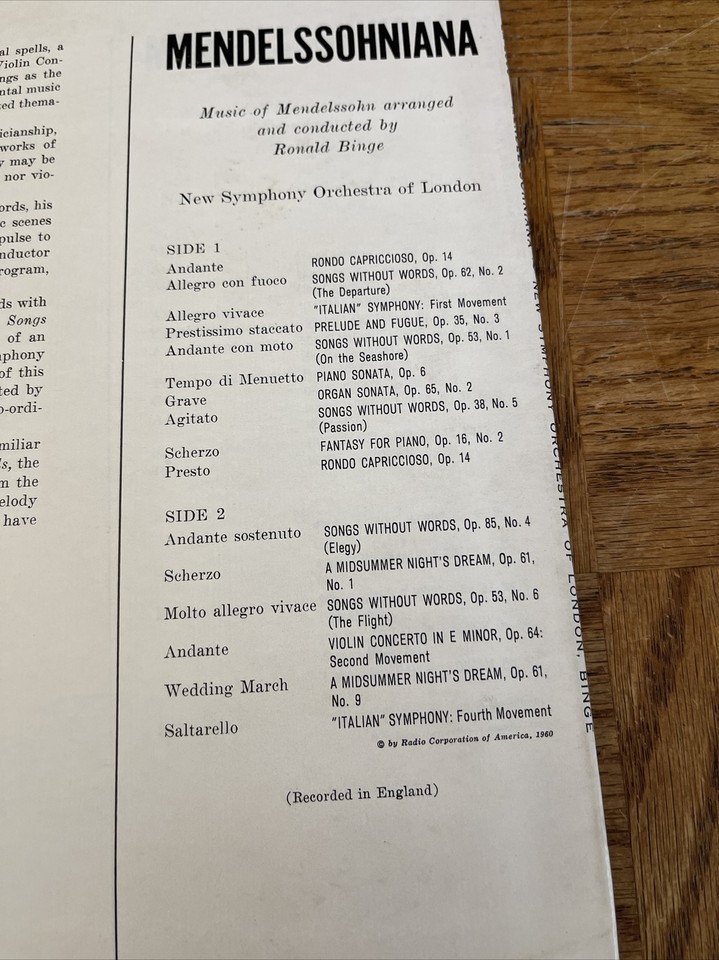 al spells, a
Violin Con-
ngs as the
ntal music
ed thema-
icianship,
works of
y may be
nor vio-
ords, his
c scenes
pulse to
nductor
rogram,
ds with
Songs
of an
phony
of this
ted by
o-ordi-
miliar
s, the
m the
elody
have
MENDELSSOHNIANA
Music of Mendelssohn arranged
and conducted by
Ronald Binge
New Symphony Orchestra of London
SIDE 1
Andante RONDO CAPRICCIOSO, Op. 14
Allegro con fuoco SONGS WITHOUT WORDS, Op. 62, No. 2
(The Departure)
Allegro vivace "ITALIAN" SYMPHONY: First Movement
Prestissimo staccato PRELUDE AND FUGUE, Op. 35, No. 3
Andante con moto SONGS WITHOUT WORDS, Op. 53, No. 1
(On the Seashore)
Tempo di Menuetto PIANO SONATA, Op. 6
Grave ORGAN SONATA, Op. 65, No. 2
Agitato SONGS WITHOUT WORDS, Op. 38, No. 5
(Passion)
Scherzo FANTASY FOR PIANO, Op. 16, No. 2
Presto RONDO CAPRICCIOSO, Op. 14
SIDE 2
Andante sostenuto SONGS WITHOUT WORDS, Op. 85, No. 4
(Elegy)
Scherzo A MIDSUMMER NIGHT'S DREAM, Op. 61,
No. 1
Molto allegro vivace SONGS WITHOUT WORDS, Op. 53, No. 6
(The Flight)
Andante VIOLIN CONCERTO IN E MINOR, Op. 64:
Second Movement
Wedding March A MIDSUMMER NIGHT'S DREAM, Op. 61,
No. 9
Saltarello "ITALIAN" SYMPHONY: Fourth Movement
© by Radio Corporation of America, 1960
(Recorded in England)
NEW SYMPHONY ORCHESTRA OF LONDON, BINGE